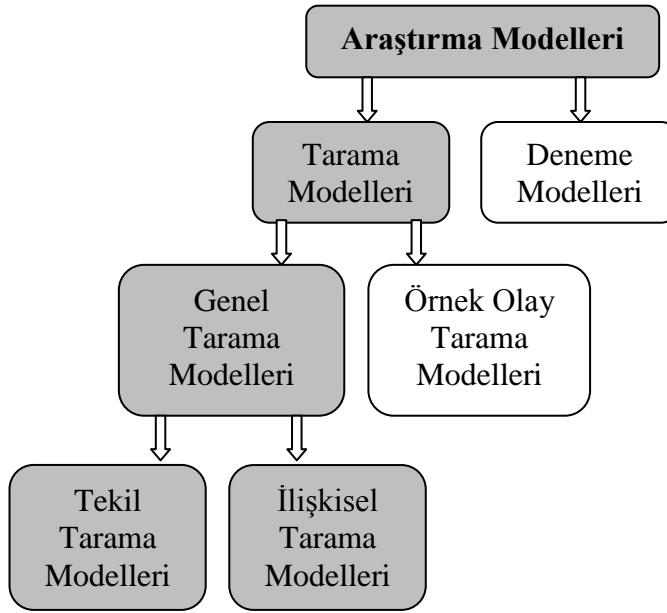 Araştırma Modelleri
Tarama
Modelleri
Deneme
Modelleri
Genel
Tarama
Modelleri
Örnek Olay
Tarama
Modelleri
Tekil
Tarama
Modelleri
İlişkisel
Tarama
Modelleri